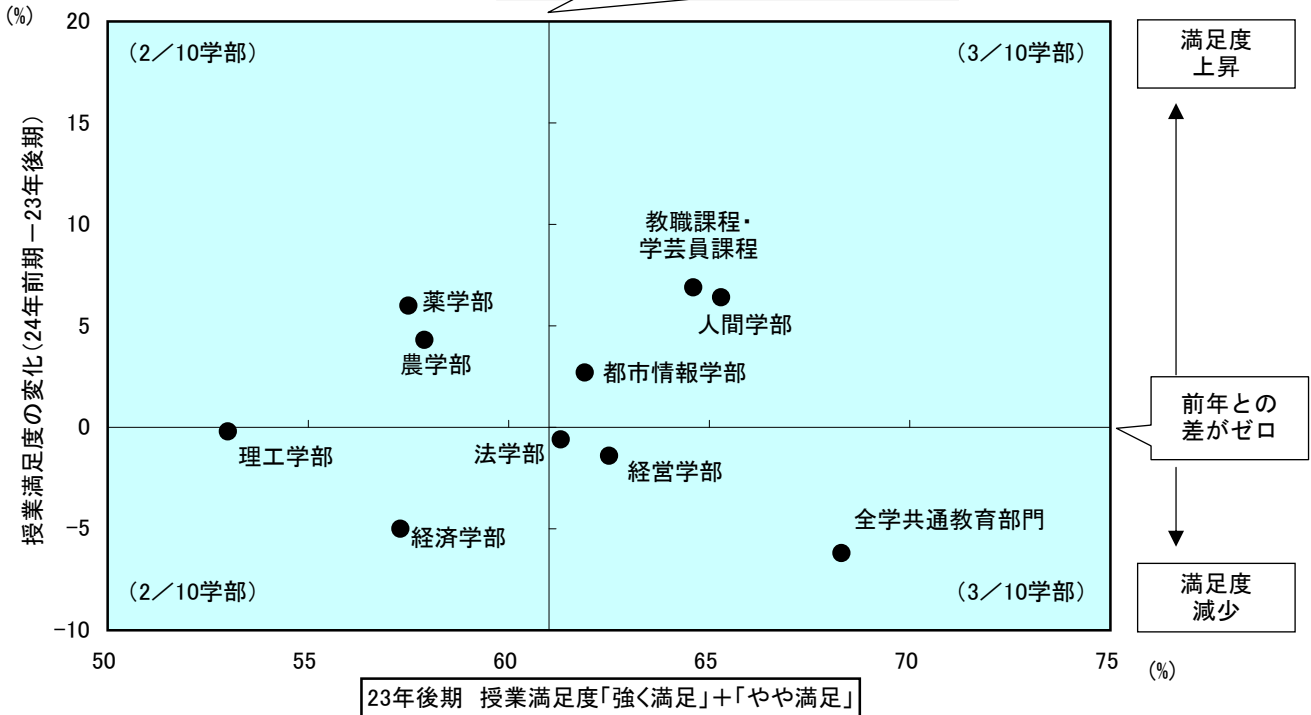 (%)
20
(2/10学部)
(3/10学部)
満足度
上昇
15
教職課程・
学芸員課程
10
薬学部
人間学部
5
農学部
都市情報学部
授業満足度の変化(24年前期-23年後期)
前年との
差がゼロ
0
理工学部
法学部
経営学部
全学共通教育部門
-5
経済学部
(2/10学部)
(3/10学部)
満足度
減少
-10
50
55
60
65
70
75
(%)
23年後期 授業満足度「強く満足」+「やや満足」